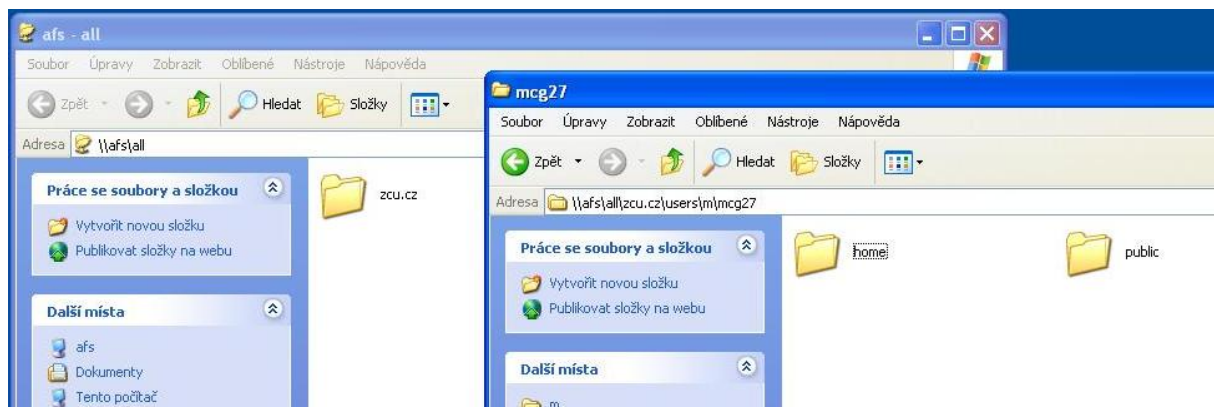 afs - all
Soubor Úpravy Zobrazit Oblíbené Nástroje Nápověda
Zpět Hledat Složky
Adresa \\afs\all
Práce se soubory a složkou
Vytvořit novou složku
Publikovat složky na webu
Další místa
afs
Dokumenty
Tento počítač
zcu.cz
mcg27
Soubor Úpravy Zobrazit Oblíbené Nástroje Nápověda
Zpět Hledat Složky
Adresa \\afs\all\zcu.cz\users\m\mcg27
Práce se soubory a složkou
Vytvořit novou složku
Publikovat složky na webu
Další místa
m
home
public